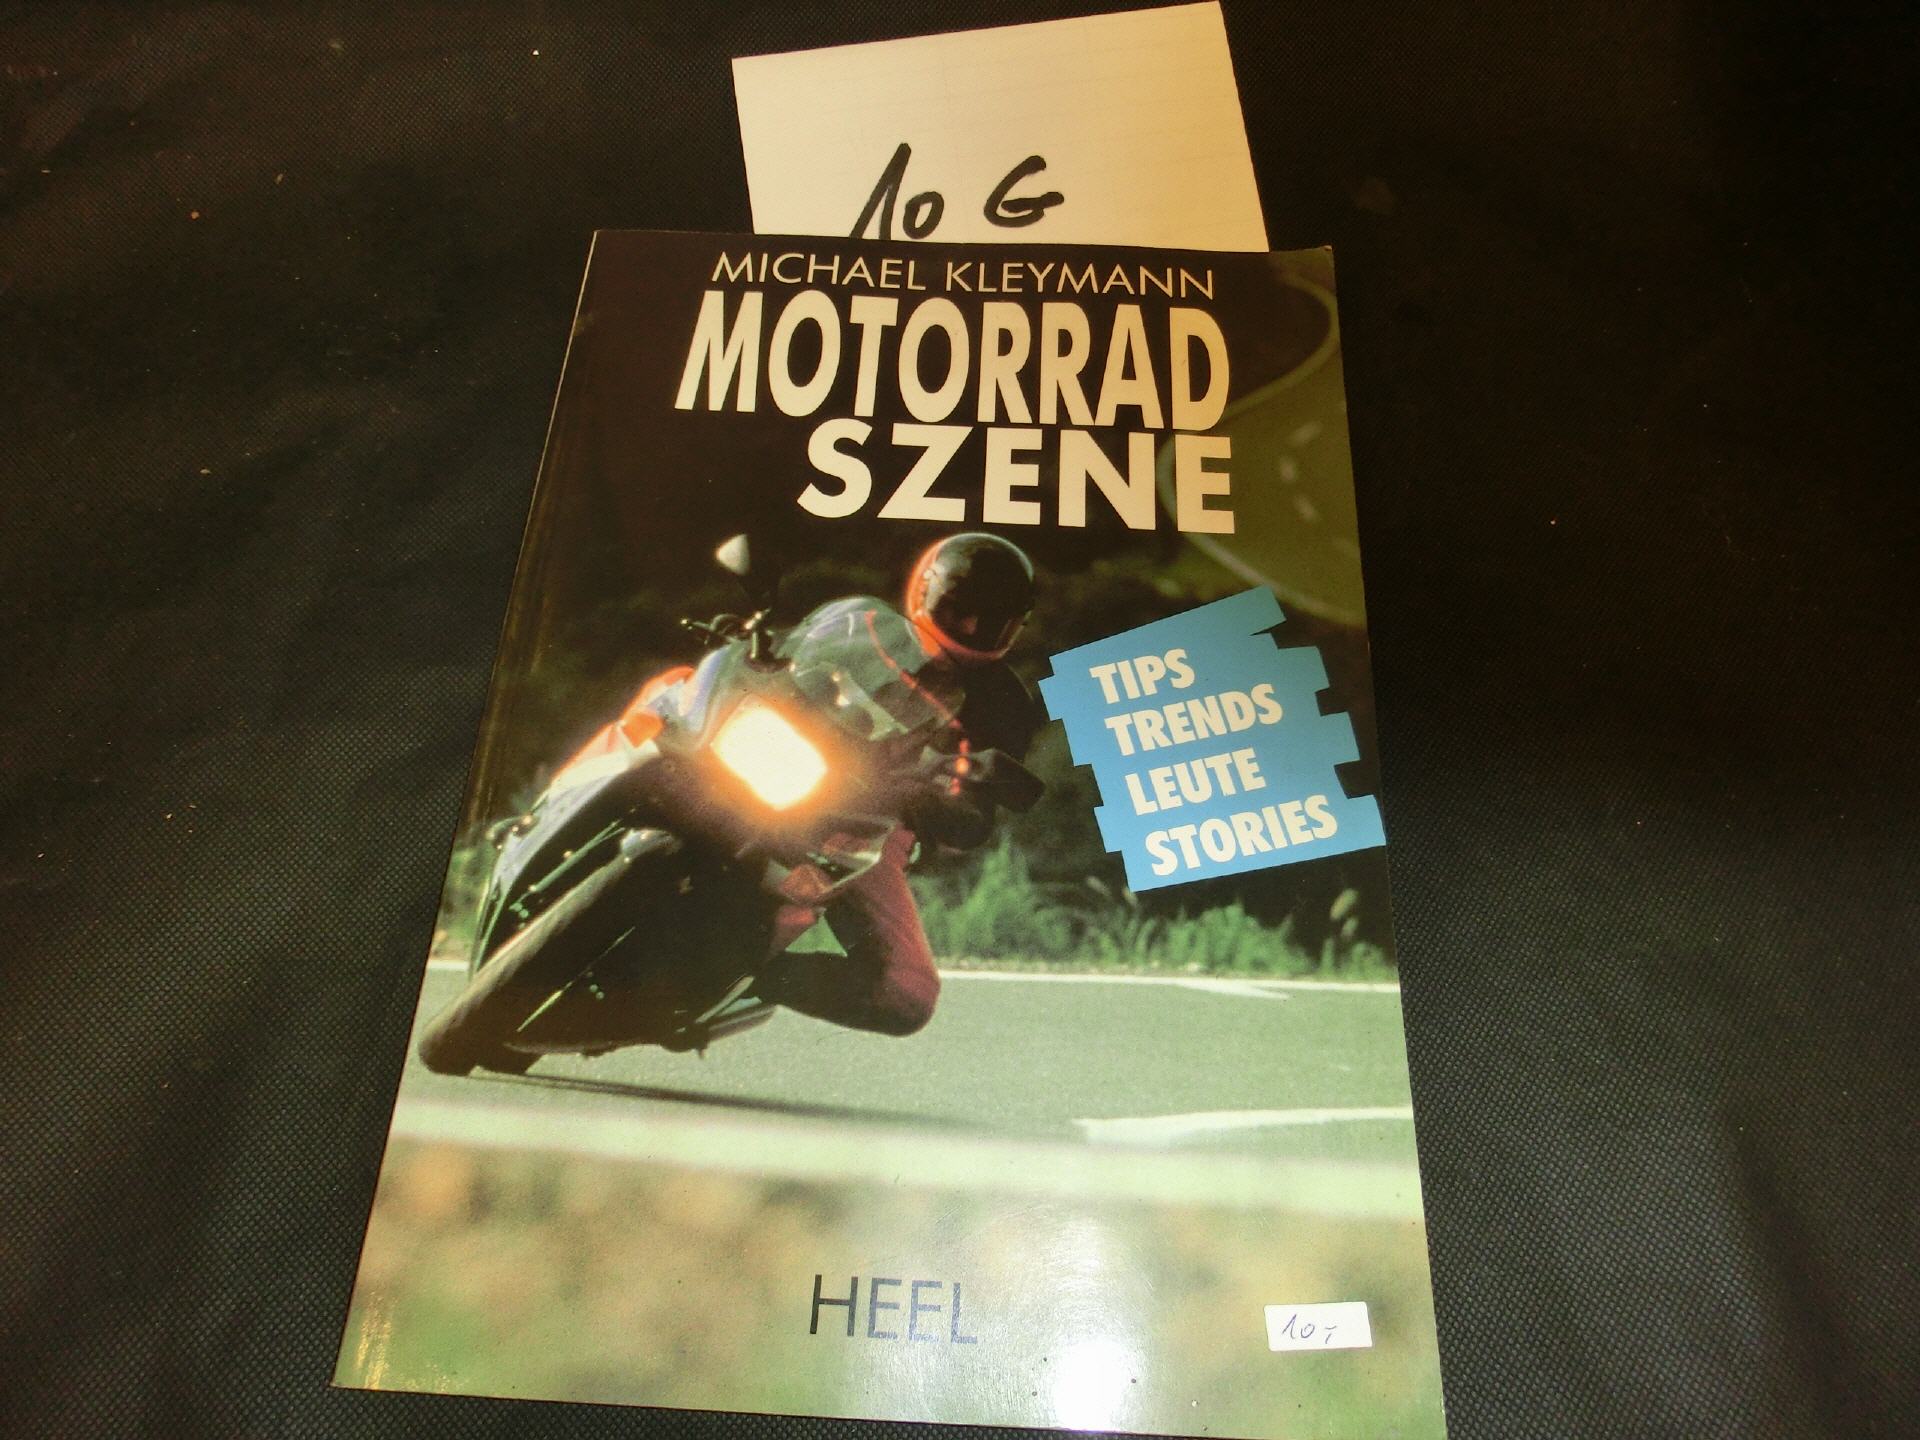 10 G
MICHAEL KLEYMANN
MOTORRAD
SZENE
TIPS
TRENDS
LEUTE
STORIES
HEEL
10,-